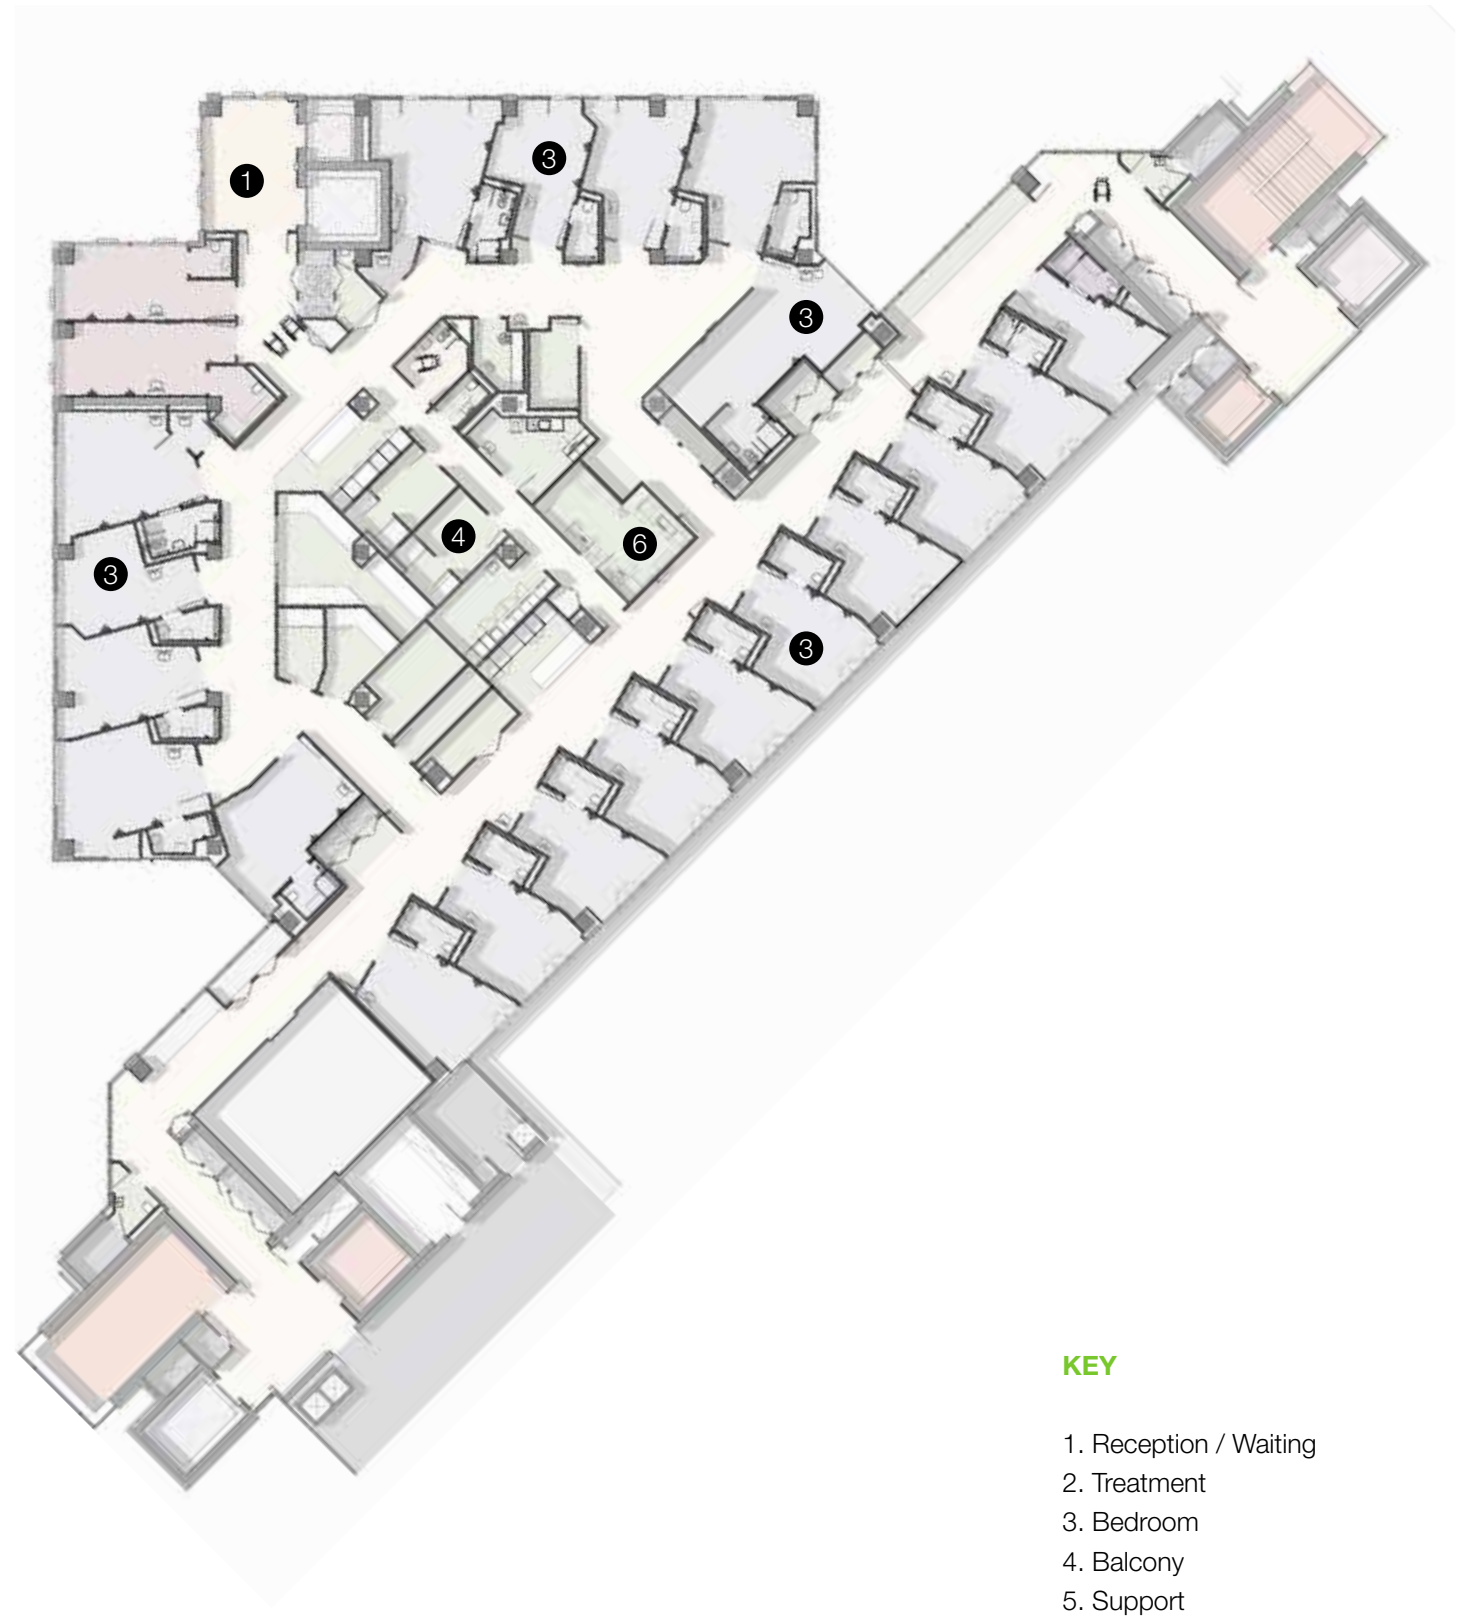 1
3
3
4
6
3
3
KEY
1. Reception / Waiting
2. Treatment
3. Bedroom
4. Balcony
5. Support